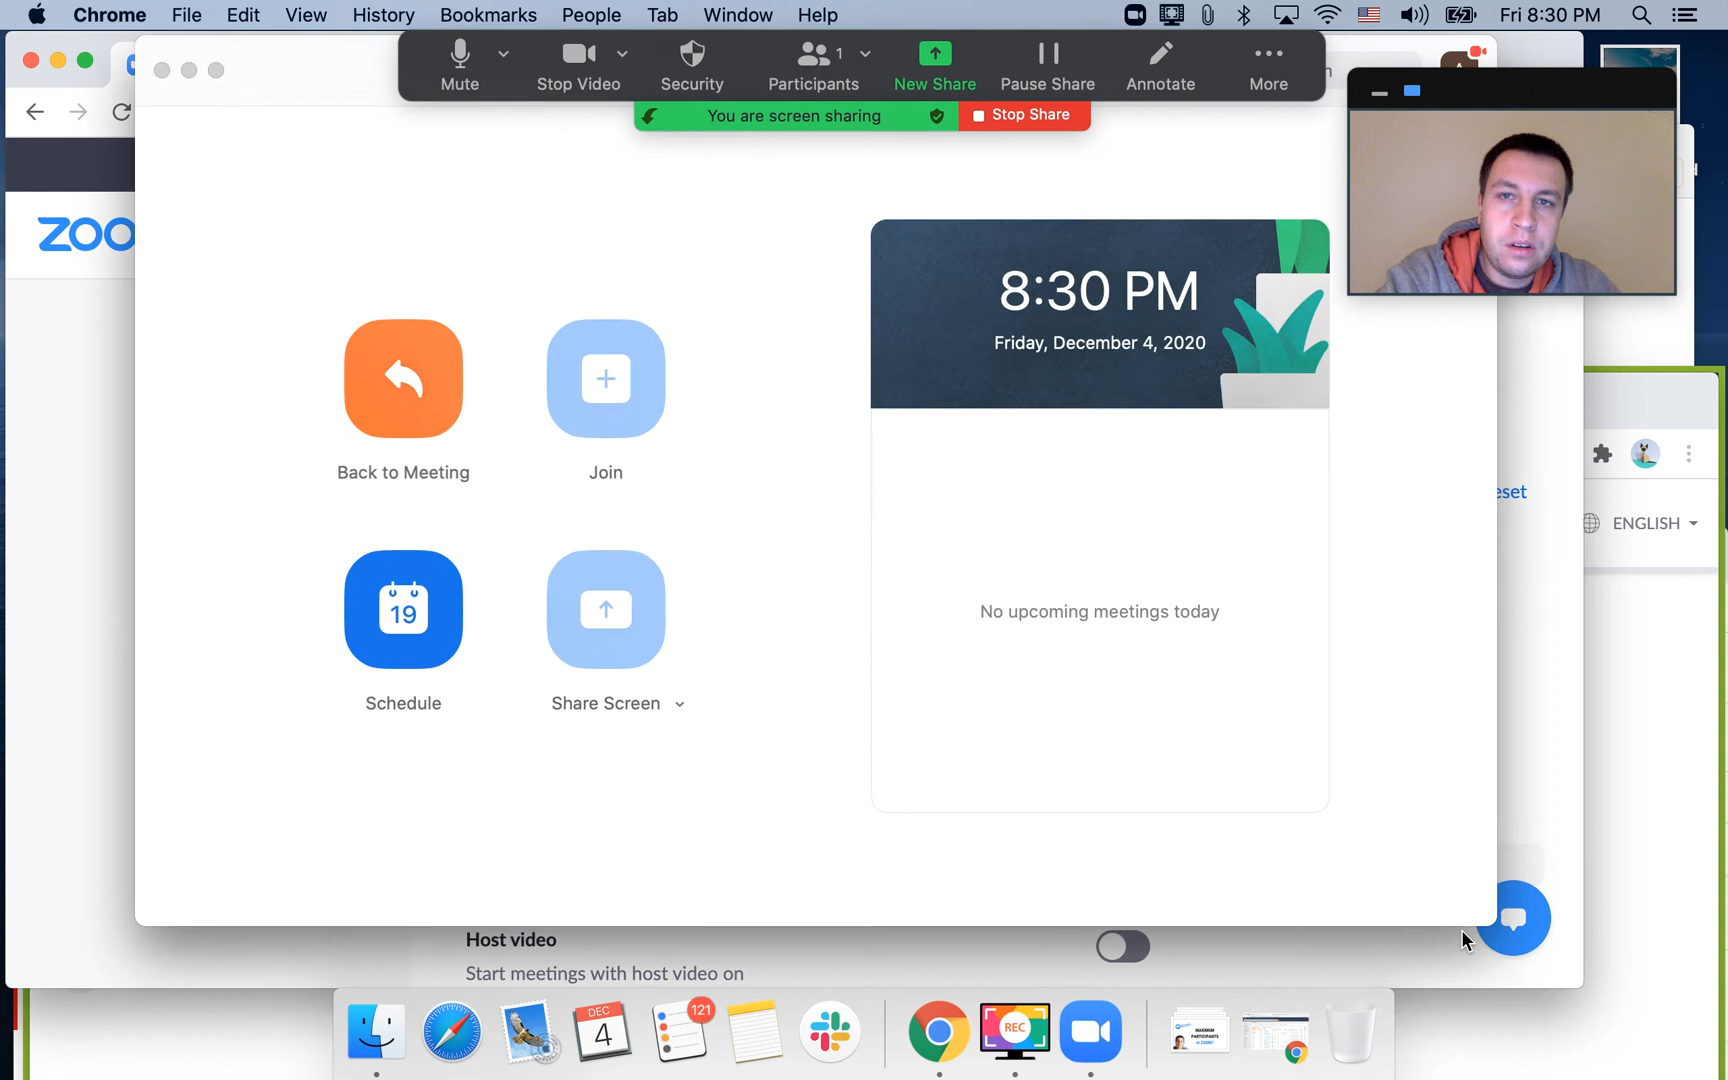 Chrome File Edit View History Bookmarks People Tab Window Help Fri 8:30 PM
Mute Stop Video Security Participants 1 New Share Pause Share Annotate More
You are screen sharing Stop Share
ZOO
8:30 PM
Friday, December 4, 2020
Back to Meeting Join
19
Schedule Share Screen
No upcoming meetings today
eset
ENGLISH
Host video
Start meetings with host video on
DEC
4
121
REC
MAXIMUM
PARTICIPANTS